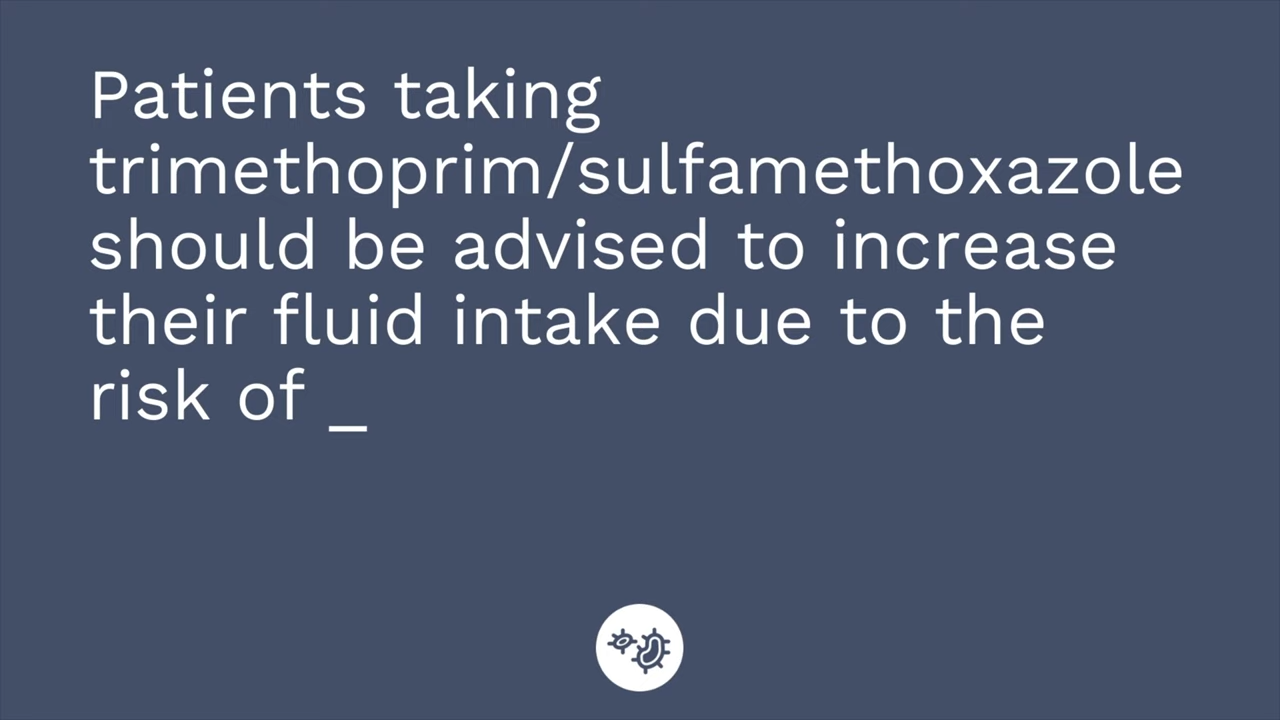 Patients taking
trimethoprim/sulfamethoxazole
should be advised to increase
their fluid intake due to the
risk of _